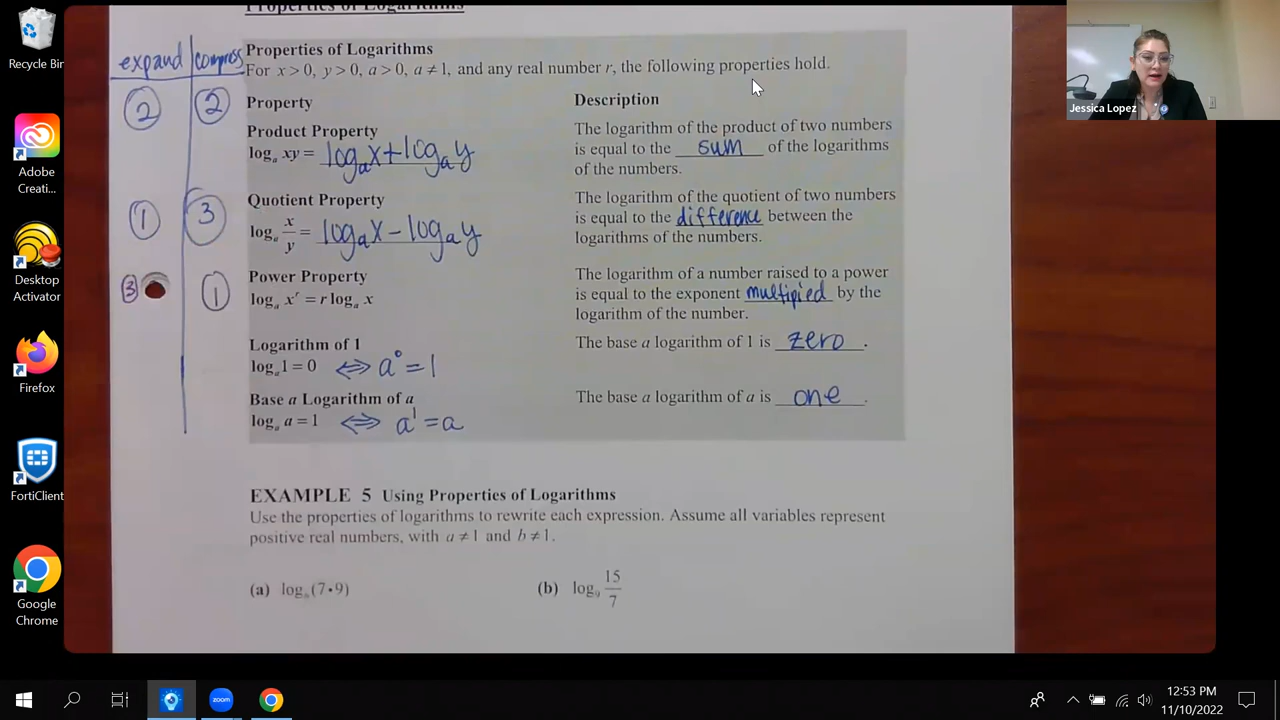 Properties of Logarithms
expand compress
Properties of Logarithms
For x > 0, y > 0, a > 0, a ≠ 1, and any real number r, the following properties hold.
② ② Property Description
Product Property
logₐ xy = logₐx + logₐy
The logarithm of the product of two numbers
is equal to the sum of the logarithms
of the numbers.
① ③ Quotient Property
logₐ x/y = logₐx − logₐy
The logarithm of the quotient of two numbers
is equal to the difference between the
logarithms of the numbers.
③ ① Power Property
logₐ xʳ = r logₐ x
The logarithm of a number raised to a power
is equal to the exponent multipied by the
logarithm of the number.
Logarithm of 1
logₐ 1 = 0 ⇔ a⁰ = 1
The base a logarithm of 1 is zero.
Base a Logarithm of a
logₐ a = 1 ⇔ a¹ = a
The base a logarithm of a is one.
EXAMPLE 5 Using Properties of Logarithms
Use the properties of logarithms to rewrite each expression. Assume all variables represent
positive real numbers, with a ≠ 1 and b ≠ 1.
(a) log (7•9) (b) log₉ 15/7
Jessica Lopez
Recycle Bin
Adobe
Creati...
Desktop
Activator
Firefox
FortiClient
Google
Chrome
zoom
12:53 PM
11/10/2022